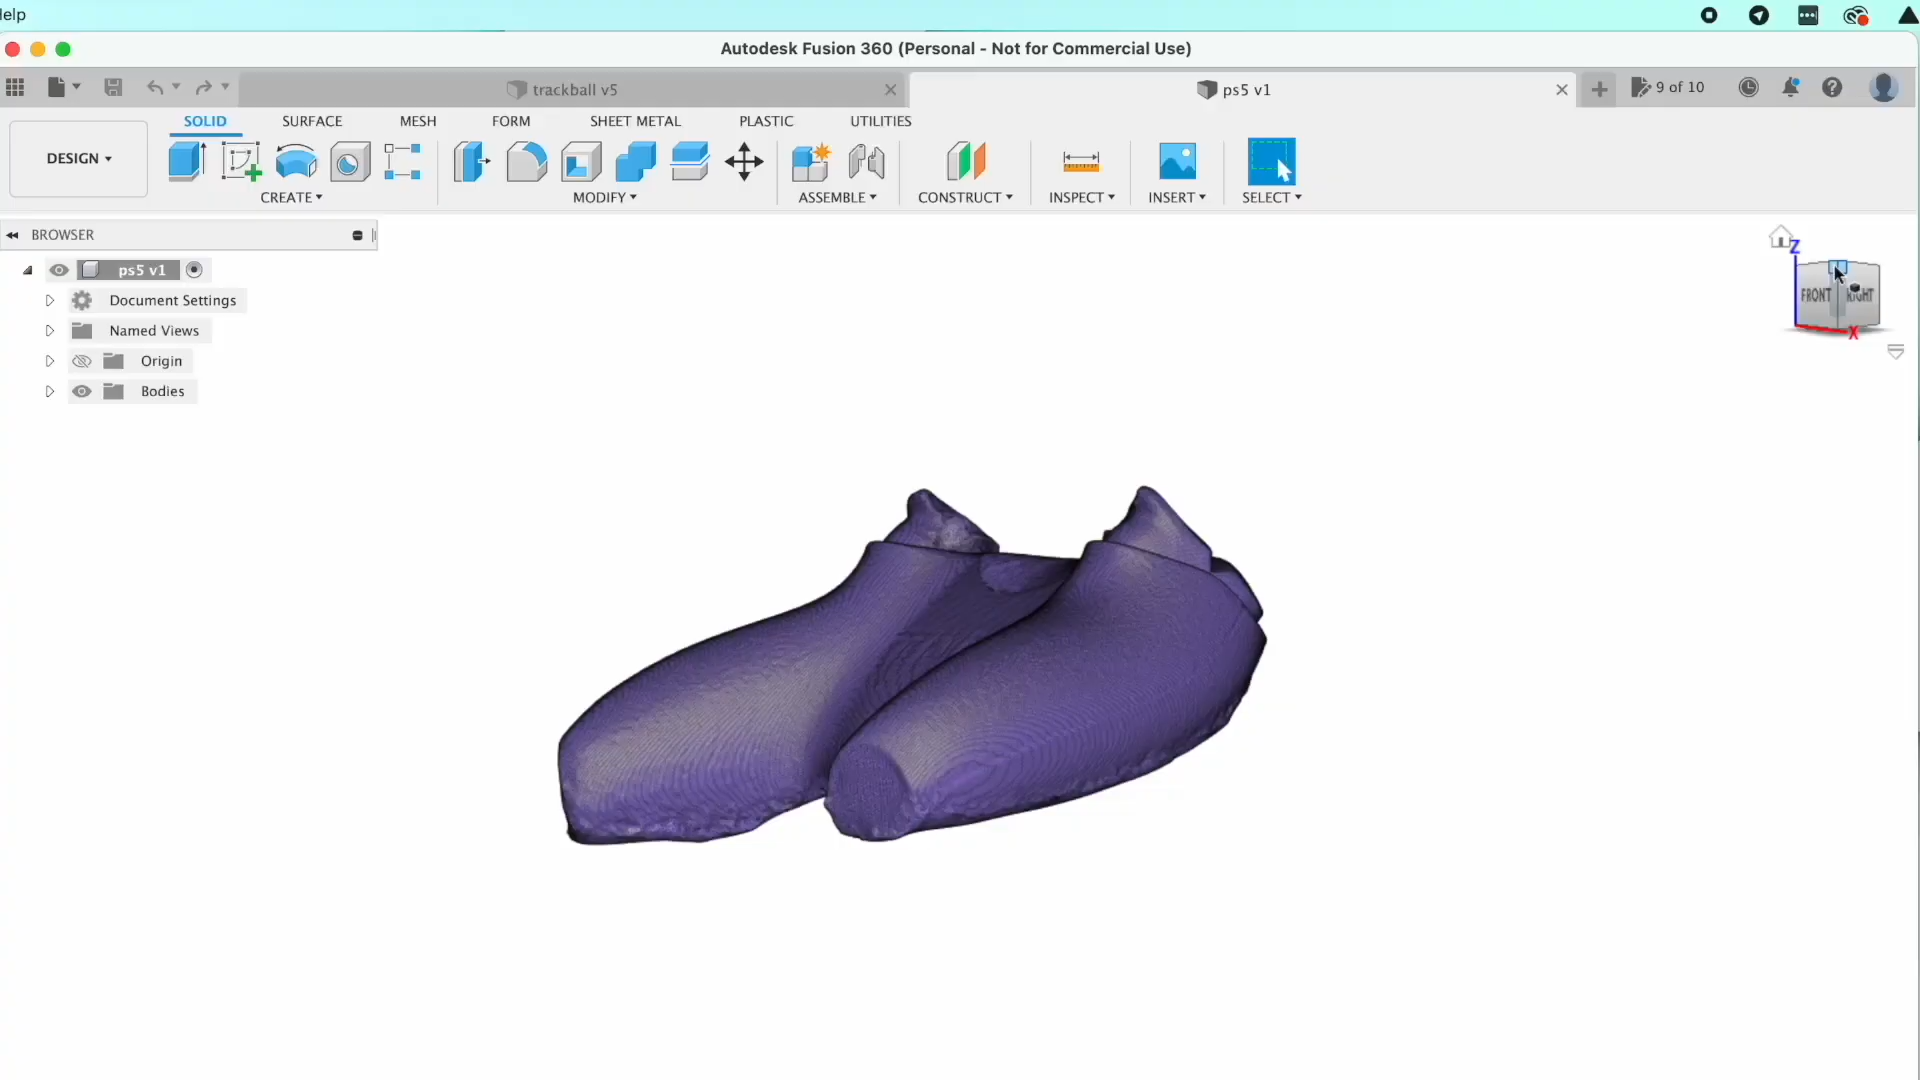 Help
Autodesk Fusion 360 (Personal - Not for Commercial Use)
trackball v5
ps5 v1
9 of 10
SOLID
SURFACE
MESH
FORM
SHEET METAL
PLASTIC
UTILITIES
DESIGN
CREATE
MODIFY
ASSEMBLE
CONSTRUCT
INSPECT
INSERT
SELECT
BROWSER
ps5 v1
Document Settings
Named Views
Origin
Bodies
Z
FRONT
RIGHT
X